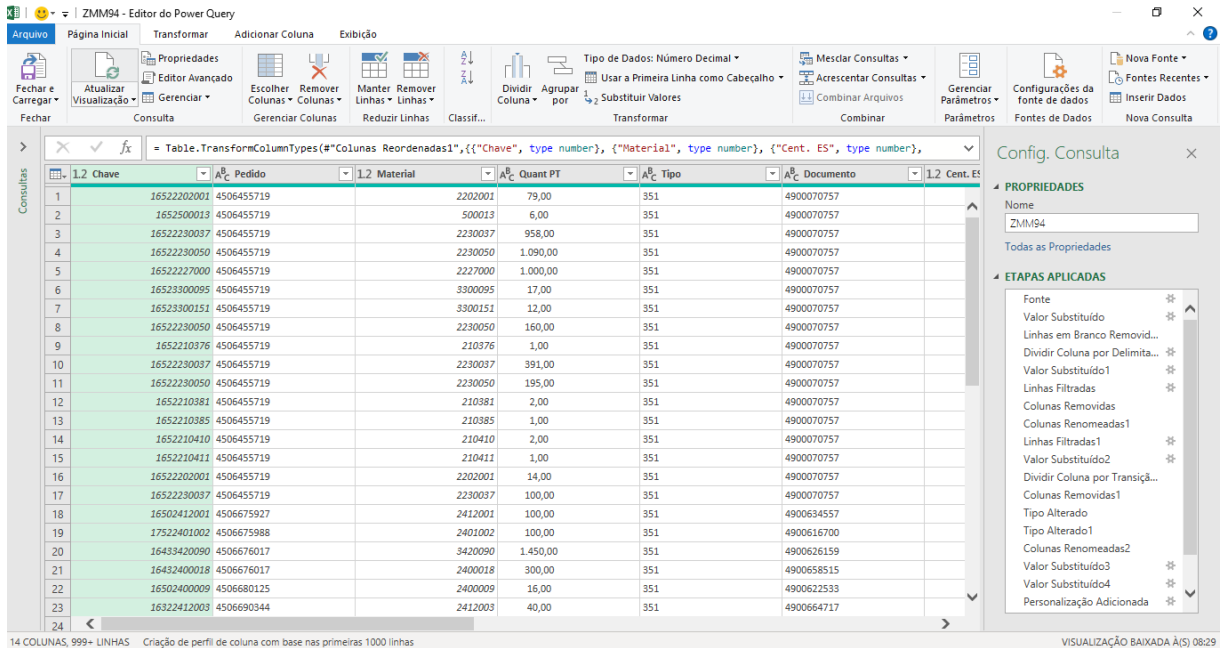 ZMM94 - Editor do Power Query
Arquivo Página Inicial Transformar Adicionar Coluna Exibição
Fechar e Carregar
Fechar
Atualizar Visualização
Propriedades
Editor Avançado
Gerenciar
Consulta
Escolher Colunas
Remover Colunas
Gerenciar Colunas
Manter Linhas
Remover Linhas
Reduzir Linhas
Classif...
Dividir Coluna
Agrupar por
Tipo de Dados: Número Decimal
Usar a Primeira Linha como Cabeçalho
Substituir Valores
Transformar
Mesclar Consultas
Acrescentar Consultas
Combinar Arquivos
Combinar
Gerenciar Parâmetros
Parâmetros
Configurações da fonte de dados
Fontes de Dados
Nova Fonte
Fontes Recentes
Inserir Dados
Nova Consulta
Consultas
fx = Table.TransformColumnTypes(#"Colunas Reordenadas1",{{"Chave", type number}, {"Material", type number}, {"Cent. ES", type number},
1.2 Chave ABC Pedido 1.2 Material ABC Quant PT ABC Tipo ABC Documento 1.2 Cent. ES
1 16522202001 4506455719 2202001 79,00 351 4900070757
2 1652500013 4506455719 500013 6,00 351 4900070757
3 16522230037 4506455719 2230037 958,00 351 4900070757
4 16522230050 4506455719 2230050 1.090,00 351 4900070757
5 16522227000 4506455719 2227000 1.000,00 351 4900070757
6 16523300095 4506455719 3300095 17,00 351 4900070757
7 16523300151 4506455719 3300151 12,00 351 4900070757
8 16522230050 4506455719 2230050 160,00 351 4900070757
9 1652210376 4506455719 210376 1,00 351 4900070757
10 16522230037 4506455719 2230037 391,00 351 4900070757
11 16522230050 4506455719 2230050 195,00 351 4900070757
12 1652210381 4506455719 210381 2,00 351 4900070757
13 1652210385 4506455719 210385 1,00 351 4900070757
14 1652210410 4506455719 210410 2,00 351 4900070757
15 1652210411 4506455719 210411 1,00 351 4900070757
16 16522202001 4506455719 2202001 14,00 351 4900070757
17 16522230037 4506455719 2230037 100,00 351 4900070757
18 16502412001 4506675927 2412001 100,00 351 4900634557
19 17522401002 4506675988 2401002 100,00 351 4900616700
20 16433420090 4506676017 3420090 1.450,00 351 4900626159
21 16432400018 4506676017 2400018 300,00 351 4900658515
22 16502400009 4506680125 2400009 16,00 351 4900622533
23 16322412003 4506690344 2412003 40,00 351 4900664717
24
Config. Consulta
PROPRIEDADES
Nome
ZMM94
Todas as Propriedades
ETAPAS APLICADAS
Fonte
Valor Substituído
Linhas em Branco Removid...
Dividir Coluna por Delimita...
Valor Substituído1
Linhas Filtradas
Colunas Removidas
Colunas Renomeadas1
Linhas Filtradas1
Valor Substituído2
Dividir Coluna por Transiçã...
Colunas Removidas1
Tipo Alterado
Tipo Alterado1
Colunas Renomeadas2
Valor Substituído3
Valor Substituído4
Personalização Adicionada
14 COLUNAS, 999+ LINHAS Criação de perfil de coluna com base nas primeiras 1000 linhas
VISUALIZAÇÃO BAIXADA À(S) 08:29